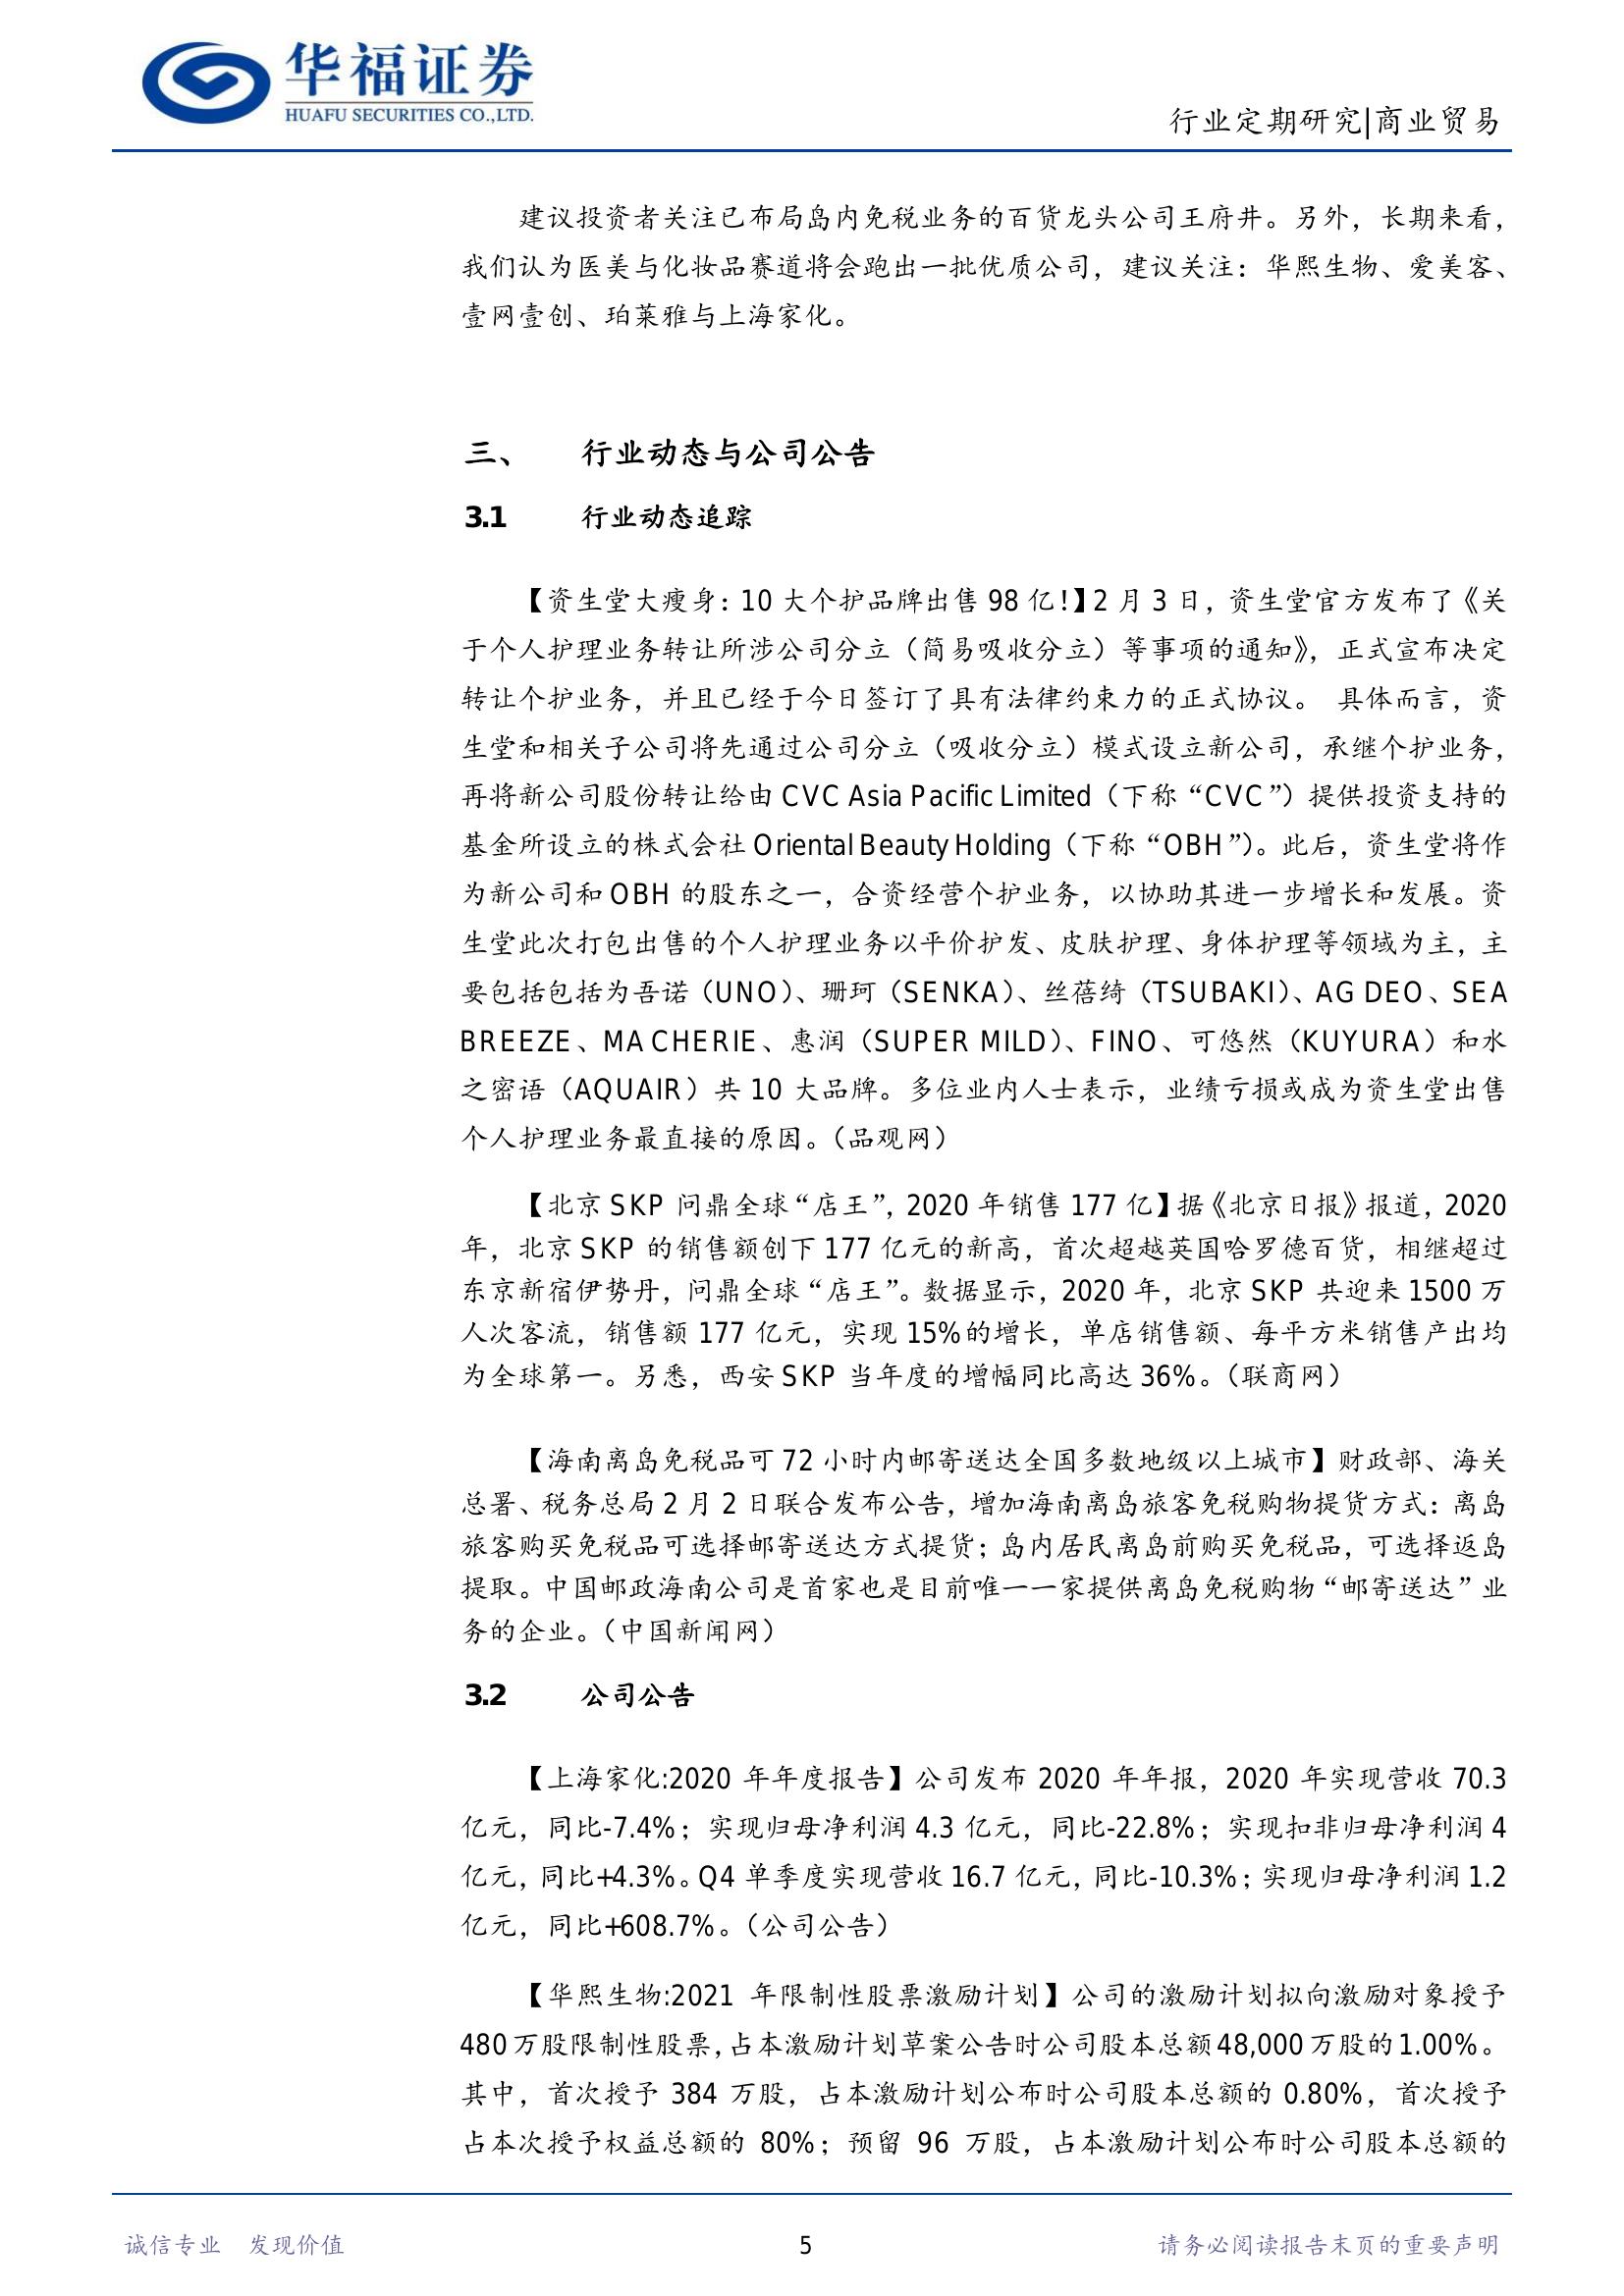 华福证券
HUAFU SECURITIES CO.,LTD.
行业定期研究|商业贸易
建议投资者关注已布局岛内免税业务的百货龙头公司王府井。另外，长期来看，
我们认为医美与化妆品赛道将会跑出一批优质公司，建议关注：华熙生物、爱美客、
壹网壹创、珀莱雅与上海家化。
三、 行业动态与公司公告
3.1 行业动态追踪
【资生堂大瘦身：10 大个护品牌出售 98 亿！】2 月 3 日，资生堂官方发布了《关
于个人护理业务转让所涉公司分立（简易吸收分立）等事项的通知》，正式宣布决定
转让个护业务，并且已经于今日签订了具有法律约束力的正式协议。 具体而言，资
生堂和相关子公司将先通过公司分立（吸收分立）模式设立新公司，承继个护业务，
再将新公司股份转让给由 CVC Asia Pacific Limited（下称“CVC”）提供投资支持的
基金所设立的株式会社 Oriental Beauty Holding（下称“OBH”）。此后，资生堂将作
为新公司和 OBH 的股东之一，合资经营个护业务，以协助其进一步增长和发展。资
生堂此次打包出售的个人护理业务以平价护发、皮肤护理、身体护理等领域为主，主
要包括包括为吾诺（UNO）、珊珂（SENKA）、丝蓓绮（TSUBAKI）、AG DEO、SEA
BREEZE、MA CHERIE、惠润（SUPER MILD）、FINO、可悠然（KUYURA）和水
之密语（AQUAIR）共 10 大品牌。多位业内人士表示，业绩亏损或成为资生堂出售
个人护理业务最直接的原因。（品观网）
【北京 SKP 问鼎全球“店王”，2020 年销售 177 亿】据《北京日报》报道，2020
年，北京 SKP 的销售额创下 177 亿元的新高，首次超越英国哈罗德百货，相继超过
东京新宿伊势丹，问鼎全球“店王”。数据显示，2020 年，北京 SKP 共迎来 1500 万
人次客流，销售额 177 亿元，实现 15%的增长，单店销售额、每平方米销售产出均
为全球第一。另悉，西安 SKP 当年度的增幅同比高达 36%。（联商网）
【海南离岛免税品可 72 小时内邮寄送达全国多数地级以上城市】财政部、海关
总署、税务总局 2 月 2 日联合发布公告，增加海南离岛旅客免税购物提货方式：离岛
旅客购买免税品可选择邮寄送达方式提货；岛内居民离岛前购买免税品，可选择返岛
提取。中国邮政海南公司是首家也是目前唯一一家提供离岛免税购物“邮寄送达”业
务的企业。（中国新闻网）
3.2 公司公告
【上海家化:2020 年年度报告】公司发布 2020 年年报，2020 年实现营收 70.3
亿元，同比-7.4%；实现归母净利润 4.3 亿元，同比-22.8%；实现扣非归母净利润 4
亿元，同比+4.3%。Q4 单季度实现营收 16.7 亿元，同比-10.3%；实现归母净利润 1.2
亿元，同比+608.7%。（公司公告）
【华熙生物:2021 年限制性股票激励计划】公司的激励计划拟向激励对象授予
480 万股限制性股票，占本激励计划草案公告时公司股本总额 48,000 万股的 1.00%。
其中，首次授予 384 万股，占本激励计划公布时公司股本总额的 0.80%，首次授予
占本次授予权益总额的 80%；预留 96 万股，占本激励计划公布时公司股本总额的
诚信专业 发现价值
5
请务必阅读报告末页的重要声明